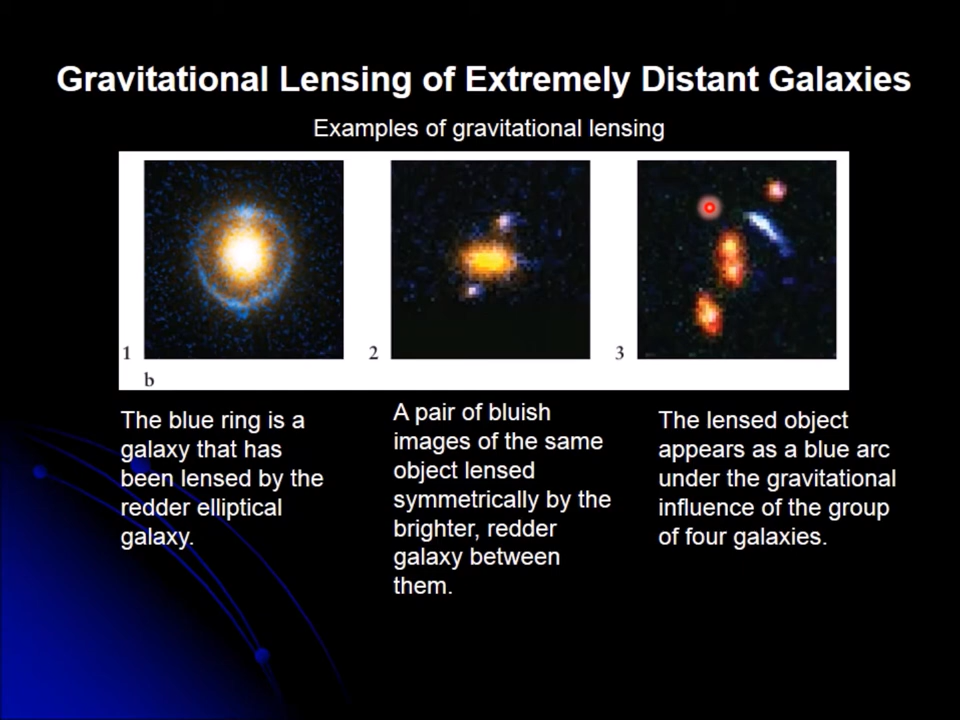 Gravitational Lensing of Extremely Distant Galaxies
Examples of gravitational lensing
1
2
3
b
The blue ring is a
galaxy that has
been lensed by the
redder elliptical
galaxy.
A pair of bluish
images of the same
object lensed
symmetrically by the
brighter, redder
galaxy between
them.
The lensed object
appears as a blue arc
under the gravitational
influence of the group
of four galaxies.